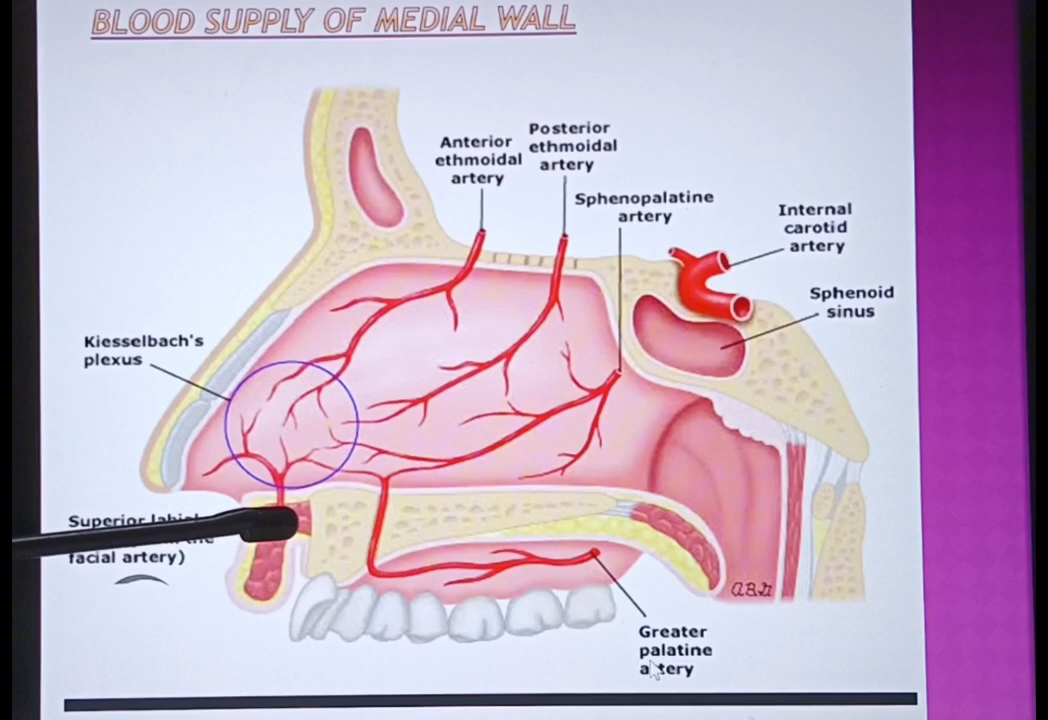 BLOOD SUPPLY OF MEDIAL WALL
Anterior
ethmoidal
artery
Posterior
ethmoidal
artery
Sphenopalatine
artery
Internal
carotid
artery
Sphenoid
sinus
Kiesselbach's
plexus
Superior
the
facial artery)
Greater
palatine
artery